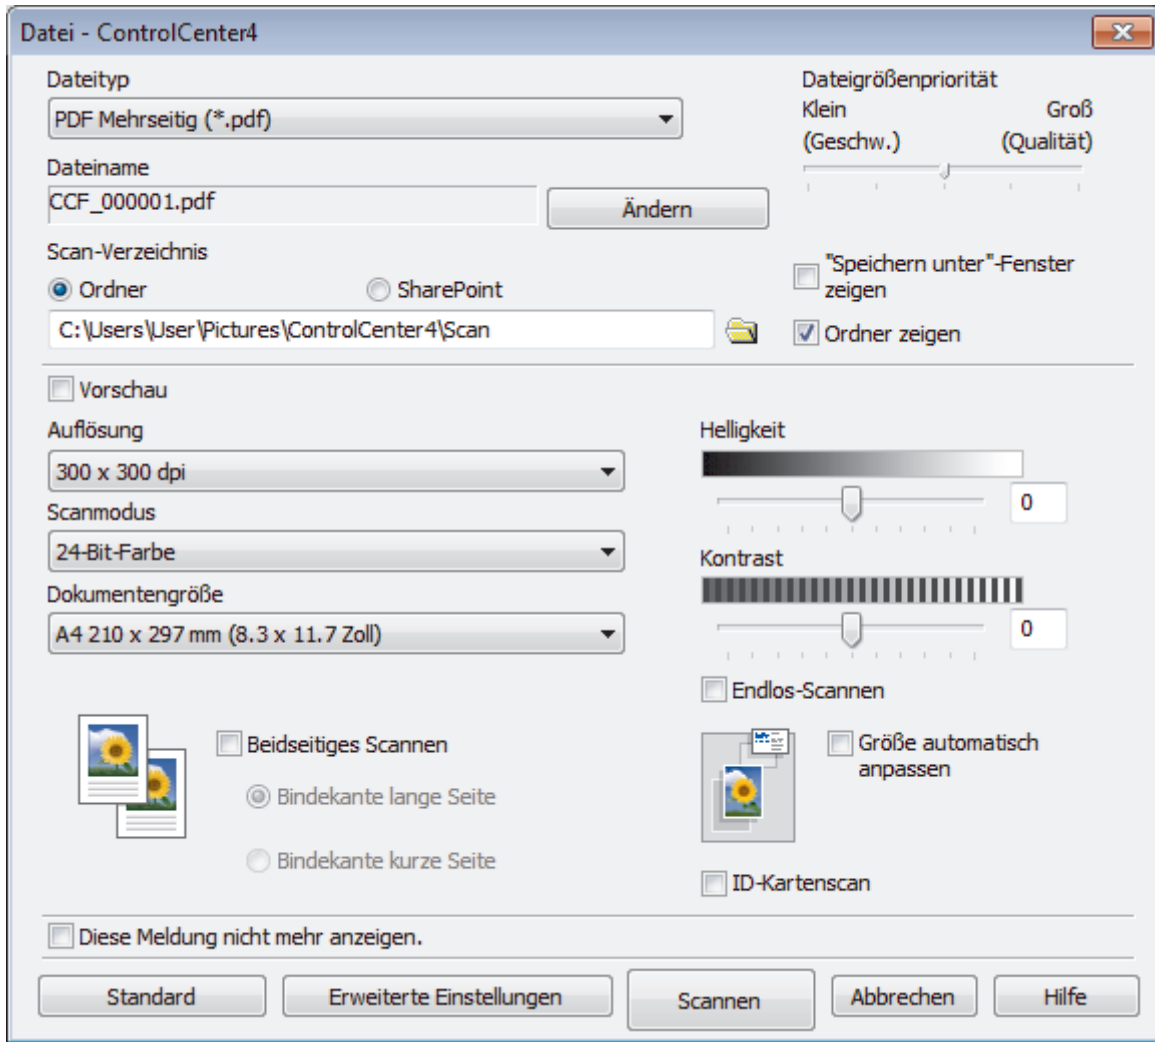 Datei - ControlCenter4
Dateityp
PDF Mehrseitig (*.pdf)
Dateigrößenpriorität
Klein Groß
(Geschw.) (Qualität)
Dateiname
CCF_000001.pdf
Ändern
Scan-Verzeichnis
Ordner SharePoint
C:\Users\User\Pictures\ControlCenter4\Scan
"Speichern unter"-Fenster
zeigen
Ordner zeigen
Vorschau
Auflösung
300 x 300 dpi
Scanmodus
24-Bit-Farbe
Dokumentengröße
A4 210 x 297 mm (8.3 x 11.7 Zoll)
Helligkeit
0
Kontrast
0
Endlos-Scannen
Beidseitiges Scannen
Bindekante lange Seite
Bindekante kurze Seite
Größe automatisch
anpassen
ID-Kartenscan
Diese Meldung nicht mehr anzeigen.
Standard Erweiterte Einstellungen Scannen Abbrechen Hilfe